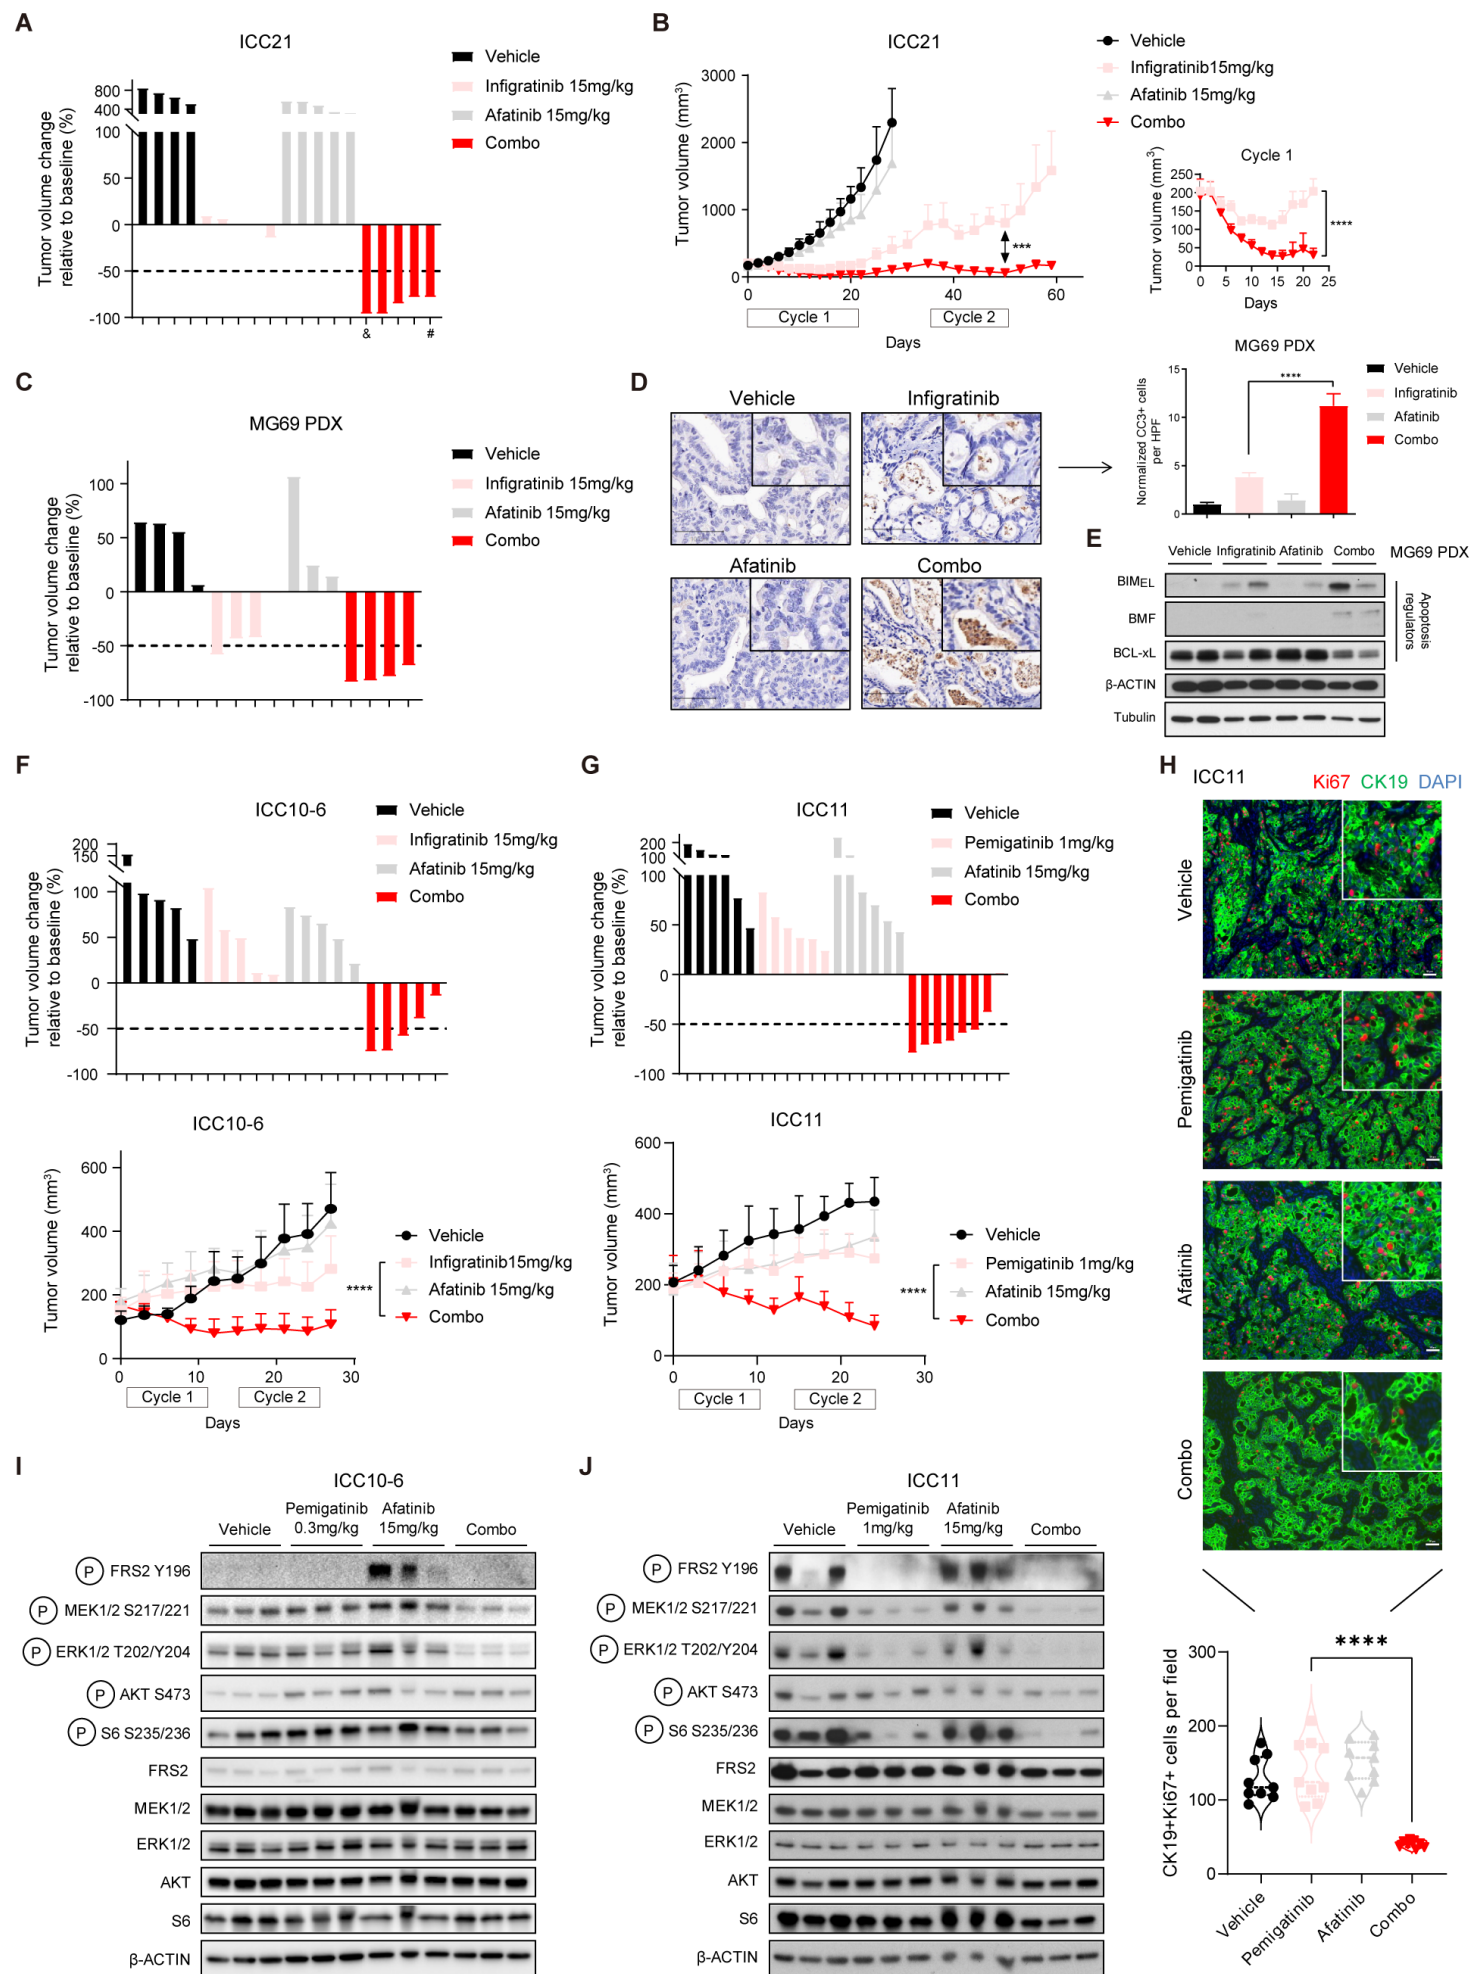 A
ICC21
Vehicle
Infigratinib 15mg/kg
Afatinib 15mg/kg
Combo
Tumor volume change
relative to baseline (%)
800
400
100
50
0
-50
-100
&
#
B
ICC21
Vehicle
Infigratinib15mg/kg
Afatinib 15mg/kg
Combo
Tumor volume (mm³)
3000
2000
1000
0
***
0
20
40
60
Cycle 1
Cycle 2
Days
Cycle 1
Tumor volume (mm³)
250
200
150
100
50
0
****
0
5
10
15
20
25
Days
C
MG69 PDX
Vehicle
Infigratinib 15mg/kg
Afatinib 15mg/kg
Combo
Tumor volume change
relative to baseline (%)
100
50
0
-50
-100
D
Vehicle
Infigratinib
Afatinib
Combo
MG69 PDX
Vehicle
Infigratinib
Afatinib
Combo
Normalized CC3+ cells
per HPF
15
10
5
0
****
E
Vehicle Infigratinib Afatinib Combo
MG69 PDX
BIMEL
BMF
BCL-xL
β-ACTIN
Tubulin
Apoptosis
regulators
F
ICC10-6
Vehicle
Infigratinib 15mg/kg
Afatinib 15mg/kg
Combo
Tumor volume change
relative to baseline (%)
200
150
100
50
0
-50
-100
ICC10-6
Tumor volume (mm³)
600
400
200
0
0
10
20
30
Cycle 1
Cycle 2
Days
Vehicle
Infigratinib15mg/kg
Afatinib 15mg/kg
Combo
****
G
ICC11
Vehicle
Pemigatinib 1mg/kg
Afatinib 15mg/kg
Combo
Tumor volume change
relative to baseline (%)
200
100
100
50
0
-50
-100
ICC11
Tumor volume (mm³)
600
400
200
0
0
10
20
30
Cycle 1
Cycle 2
Days
Vehicle
Pemigatinib 1mg/kg
Afatinib 15mg/kg
Combo
****
H
ICC11
Ki67 CK19 DAPI
Vehicle
Pemigatinib
Afatinib
Combo
CK19+Ki67+ cells per field
300
200
100
0
****
Vehicle
Pemigatinib
Afatinib
Combo
I
ICC10-6
Vehicle
Pemigatinib
0.3mg/kg
Afatinib
15mg/kg
Combo
P FRS2 Y196
P MEK1/2 S217/221
P ERK1/2 T202/Y204
P AKT S473
P S6 S235/236
FRS2
MEK1/2
ERK1/2
AKT
S6
β-ACTIN
J
ICC11
Vehicle
Pemigatinib
1mg/kg
Afatinib
15mg/kg
Combo
P FRS2 Y196
P MEK1/2 S217/221
P ERK1/2 T202/Y204
P AKT S473
P S6 S235/236
FRS2
MEK1/2
ERK1/2
AKT
S6
β-ACTIN